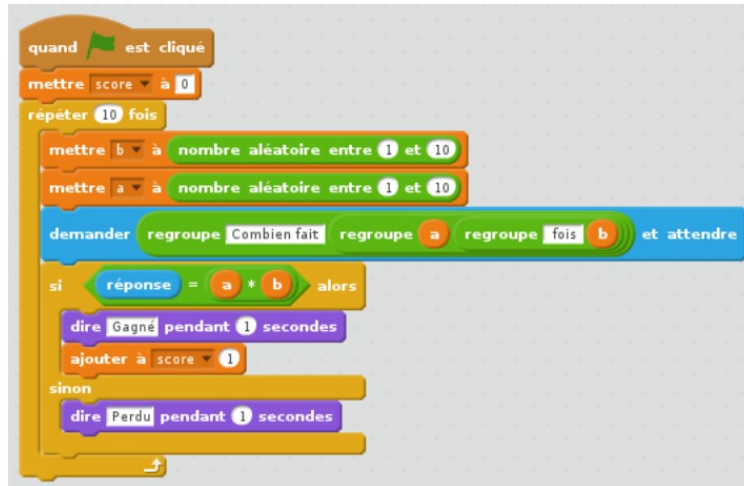 quand est cliqué
mettre score à 0
répéter 10 fois
mettre b à nombre aléatoire entre 1 et 10
mettre a à nombre aléatoire entre 1 et 10
demander regroupe Combien fait regroupe a regroupe fois b et attendre
si réponse = a * b alors
dire Gagné pendant 1 secondes
ajouter à score 1
sinon
dire Perdu pendant 1 secondes